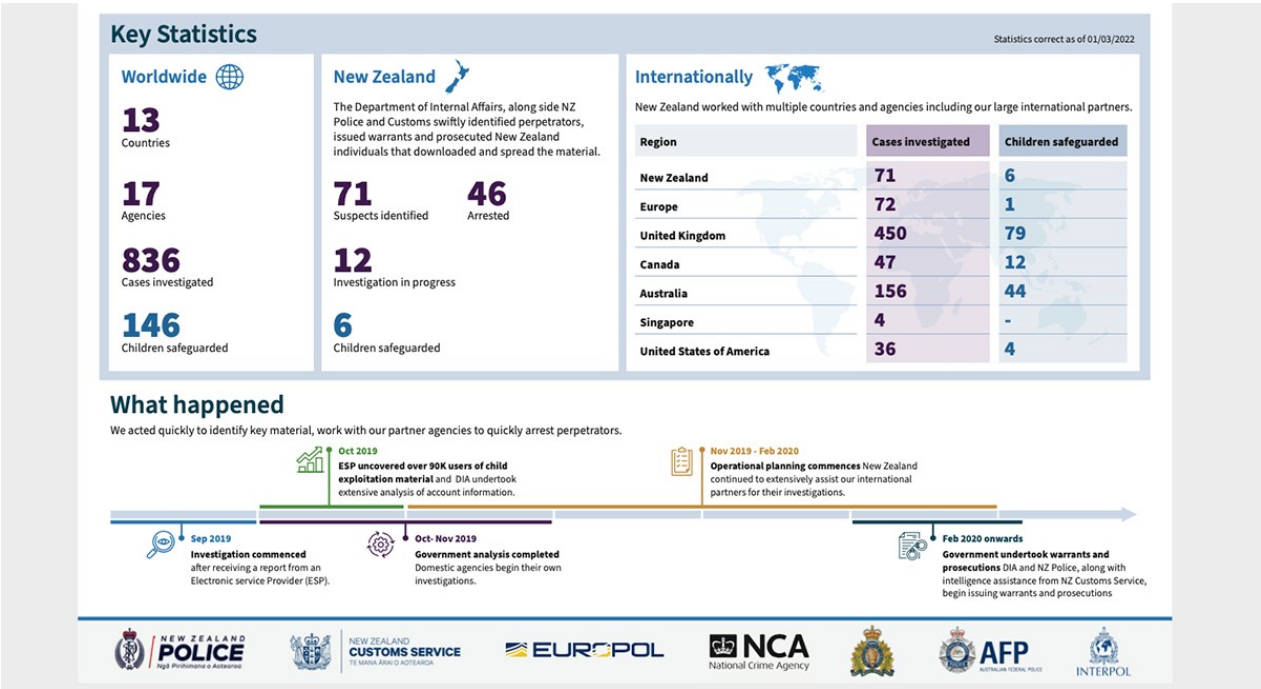 Key Statistics
Statistics correct as of 01/03/2022
Worldwide
13
Countries
17
Agencies
836
Cases investigated
146
Children safeguarded
New Zealand
The Department of Internal Affairs, along side NZ
Police and Customs swiftly identified perpetrators,
issued warrants and prosecuted New Zealand
individuals that downloaded and spread the material.
71 46
Suspects identified Arrested
12
Investigation in progress
6
Children safeguarded
Internationally
New Zealand worked with multiple countries and agencies including our large international partners.
Region Cases investigated Children safeguarded
New Zealand 71 6
Europe 72 1
United Kingdom 450 79
Canada 47 12
Australia 156 44
Singapore 4 -
United States of America 36 4
What happened
We acted quickly to identify key material, work with our partner agencies to quickly arrest perpetrators.
Oct 2019
ESP uncovered over 90K users of child
exploitation material and DIA undertook
extensive analysis of account information.
Nov 2019 - Feb 2020
Operational planning commences New Zealand
continued to extensively assist our international
partners for their investigations.
Sep 2019
Investigation commenced
after receiving a report from an
Electronic service Provider (ESP).
Oct- Nov 2019
Government analysis completed
Domestic agencies begin their own
investigations.
Feb 2020 onwards
Government undertook warrants and
prosecutions DIA and NZ Police, along with
intelligence assistance from NZ Customs Service,
begin issuing warrants and prosecutions
NEW ZEALAND
POLICE
Ngā Pirihimana o Aotearoa
NEW ZEALAND
CUSTOMS SERVICE
TE MANA ĀRAI O AOTEAROA
EUROPOL
NCA
National Crime Agency
AFP
AUSTRALIAN FEDERAL POLICE
INTERPOL